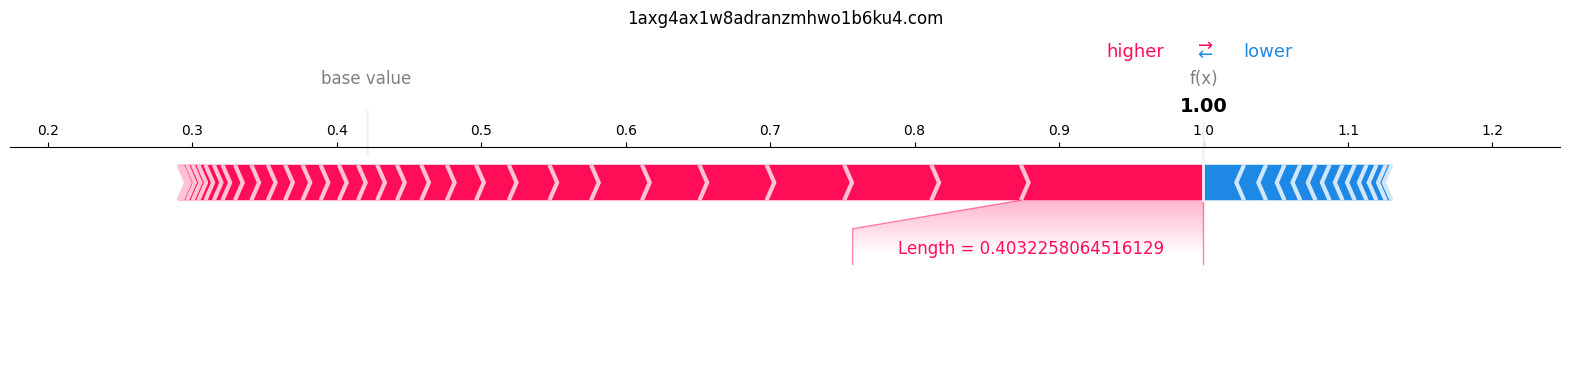 1axg4ax1w8adranzmhwo1b6ku4.com
higher → ← lower
base value f(x)
1.00
0.2 0.3 0.4 0.5 0.6 0.7 0.8 0.9 1.0 1.1 1.2
Length = 0.4032258064516129